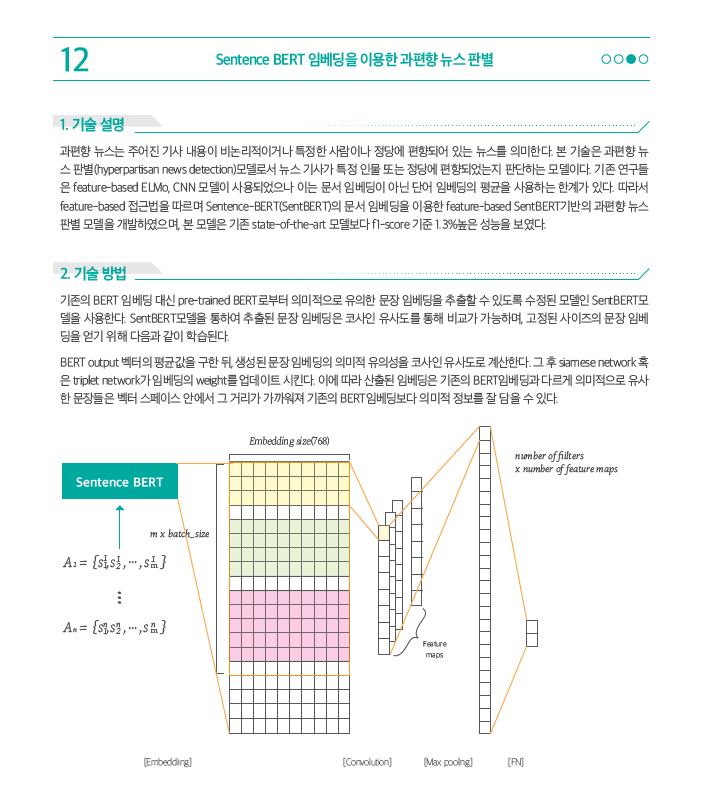 12
Sentence BERT 임베딩을 이용한 과편향 뉴스 판별
1. 기술 설명
과편향 뉴스는 주어진 기사 내용이 비논리적이거나 특정한 사람이나 정당에 편향되어 있는 뉴스를 의미한다. 본 기술은 과편향 뉴
스 판별(hyperpartisan news detection)모델로서 뉴스 기사가 특정 인물 또는 정당에 편향되었는지 판단하는 모델이다. 기존 연구들
은 feature-based ELMo, CNN 모델이 사용되었으나 이는 문서 임베딩이 아닌 단어 임베딩의 평균을 사용하는 한계가 있다. 따라서
feature-based 접근법을 따르며 Sentence-BERT(SentBERT)의 문서 임베딩을 이용한 feature-based SentBERT기반의 과편향 뉴스
판별 모델을 개발하였으며, 본 모델은 기존 state-of-the-art 모델보다 f1-score 기준 1.3%높은 성능을 보였다.
2. 기술 방법
기존의 BERT 임베딩 대신 pre-trained BERT로부터 의미적으로 유의한 문장 임베딩을 추출할 수 있도록 수정된 모델인 SentBERT모
델을 사용한다. SentBERT모델을 통하여 추출된 문장 임베딩은 코사인 유사도를 통해 비교가 가능하며, 고정된 사이즈의 문장 임베
딩을 얻기 위해 다음과 같이 학습된다.
BERT output 벡터의 평균값을 구한 뒤, 생성된 문장 임베딩의 의미적 유의성을 코사인 유사도로 계산한다. 그 후 siamese network 혹
은 triplet network가 임베딩의 weight를 업데이트 시킨다. 이에 따라 산출된 임베딩은 기존의 BERT임베딩과 다르게 의미적으로 유사
한 문장들은 벡터 스페이스 안에서 그 거리가 가까워져 기존의 BERT임베딩보다 의미적 정보를 잘 담을 수 있다.
Embedding size(768)
number of filters
x number of feature maps
Sentence BERT
m x batch_size
A₁ = {s¹₁,s¹₂, ···, s¹ₘ}
⋮
Aₙ = {sⁿ₁,sⁿ₂, ···, sⁿₘ}
Feature
maps
[Embeddiing]
[Convolution]
[Max pooling]
[FN]